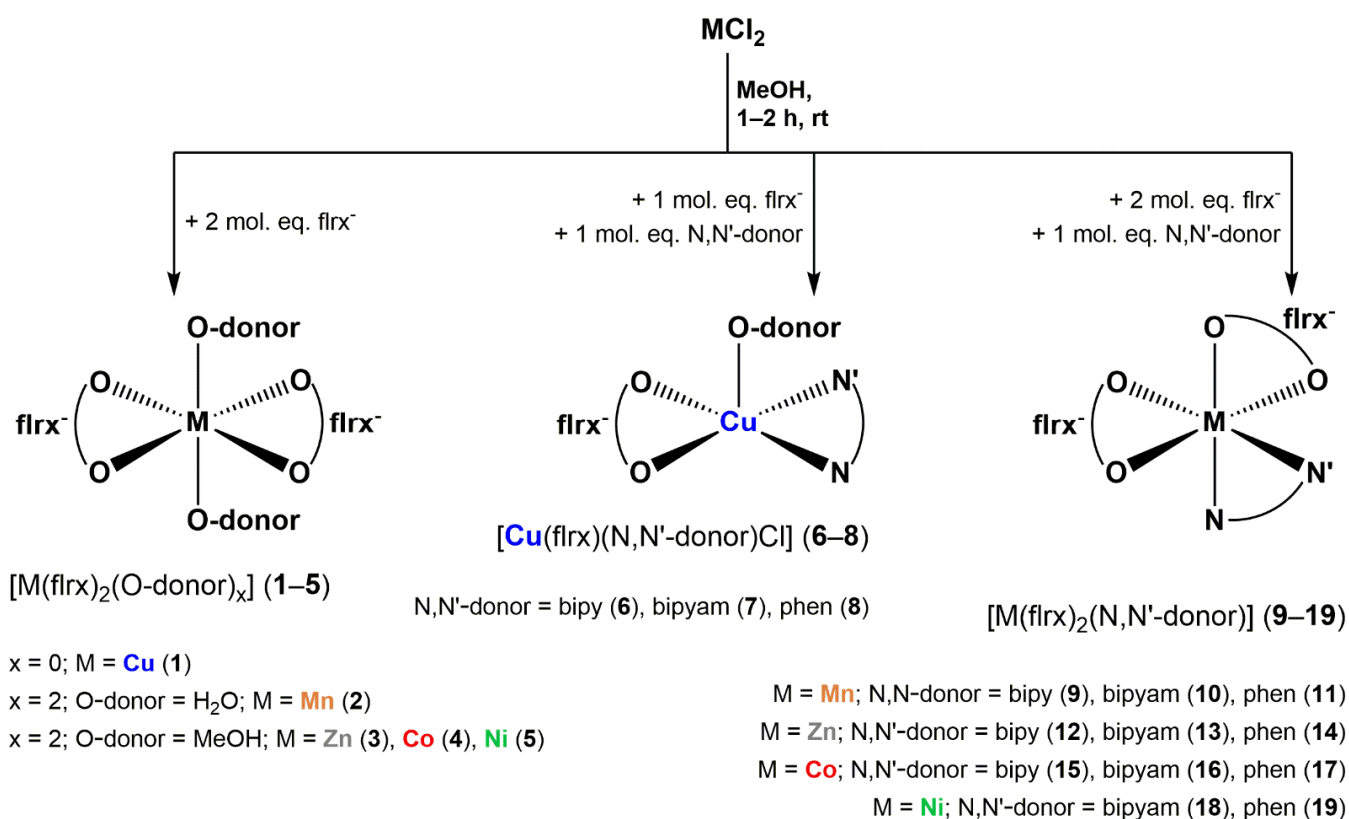 MCl₂
MeOH,
1–2 h, rt
+ 2 mol. eq. flrx⁻
+ 1 mol. eq. flrx⁻
+ 1 mol. eq. N,N'-donor
+ 2 mol. eq. flrx⁻
+ 1 mol. eq. N,N'-donor
O-donor
O O
flrx⁻ M flrx⁻
O O
O-donor
[M(flrx)₂(O-donor)ₓ] (1–5)
x = 0; M = Cu (1)
x = 2; O-donor = H₂O; M = Mn (2)
x = 2; O-donor = MeOH; M = Zn (3), Co (4), Ni (5)
O-donor
O N'
flrx⁻ Cu
O N
[Cu(flrx)(N,N'-donor)Cl] (6–8)
N,N'-donor = bipy (6), bipyam (7), phen (8)
O flrx⁻
O O
flrx⁻ M
O N'
N
[M(flrx)₂(N,N'-donor)] (9–19)
M = Mn; N,N-donor = bipy (9), bipyam (10), phen (11)
M = Zn; N,N'-donor = bipy (12), bipyam (13), phen (14)
M = Co; N,N'-donor = bipy (15), bipyam (16), phen (17)
M = Ni; N,N'-donor = bipyam (18), phen (19)